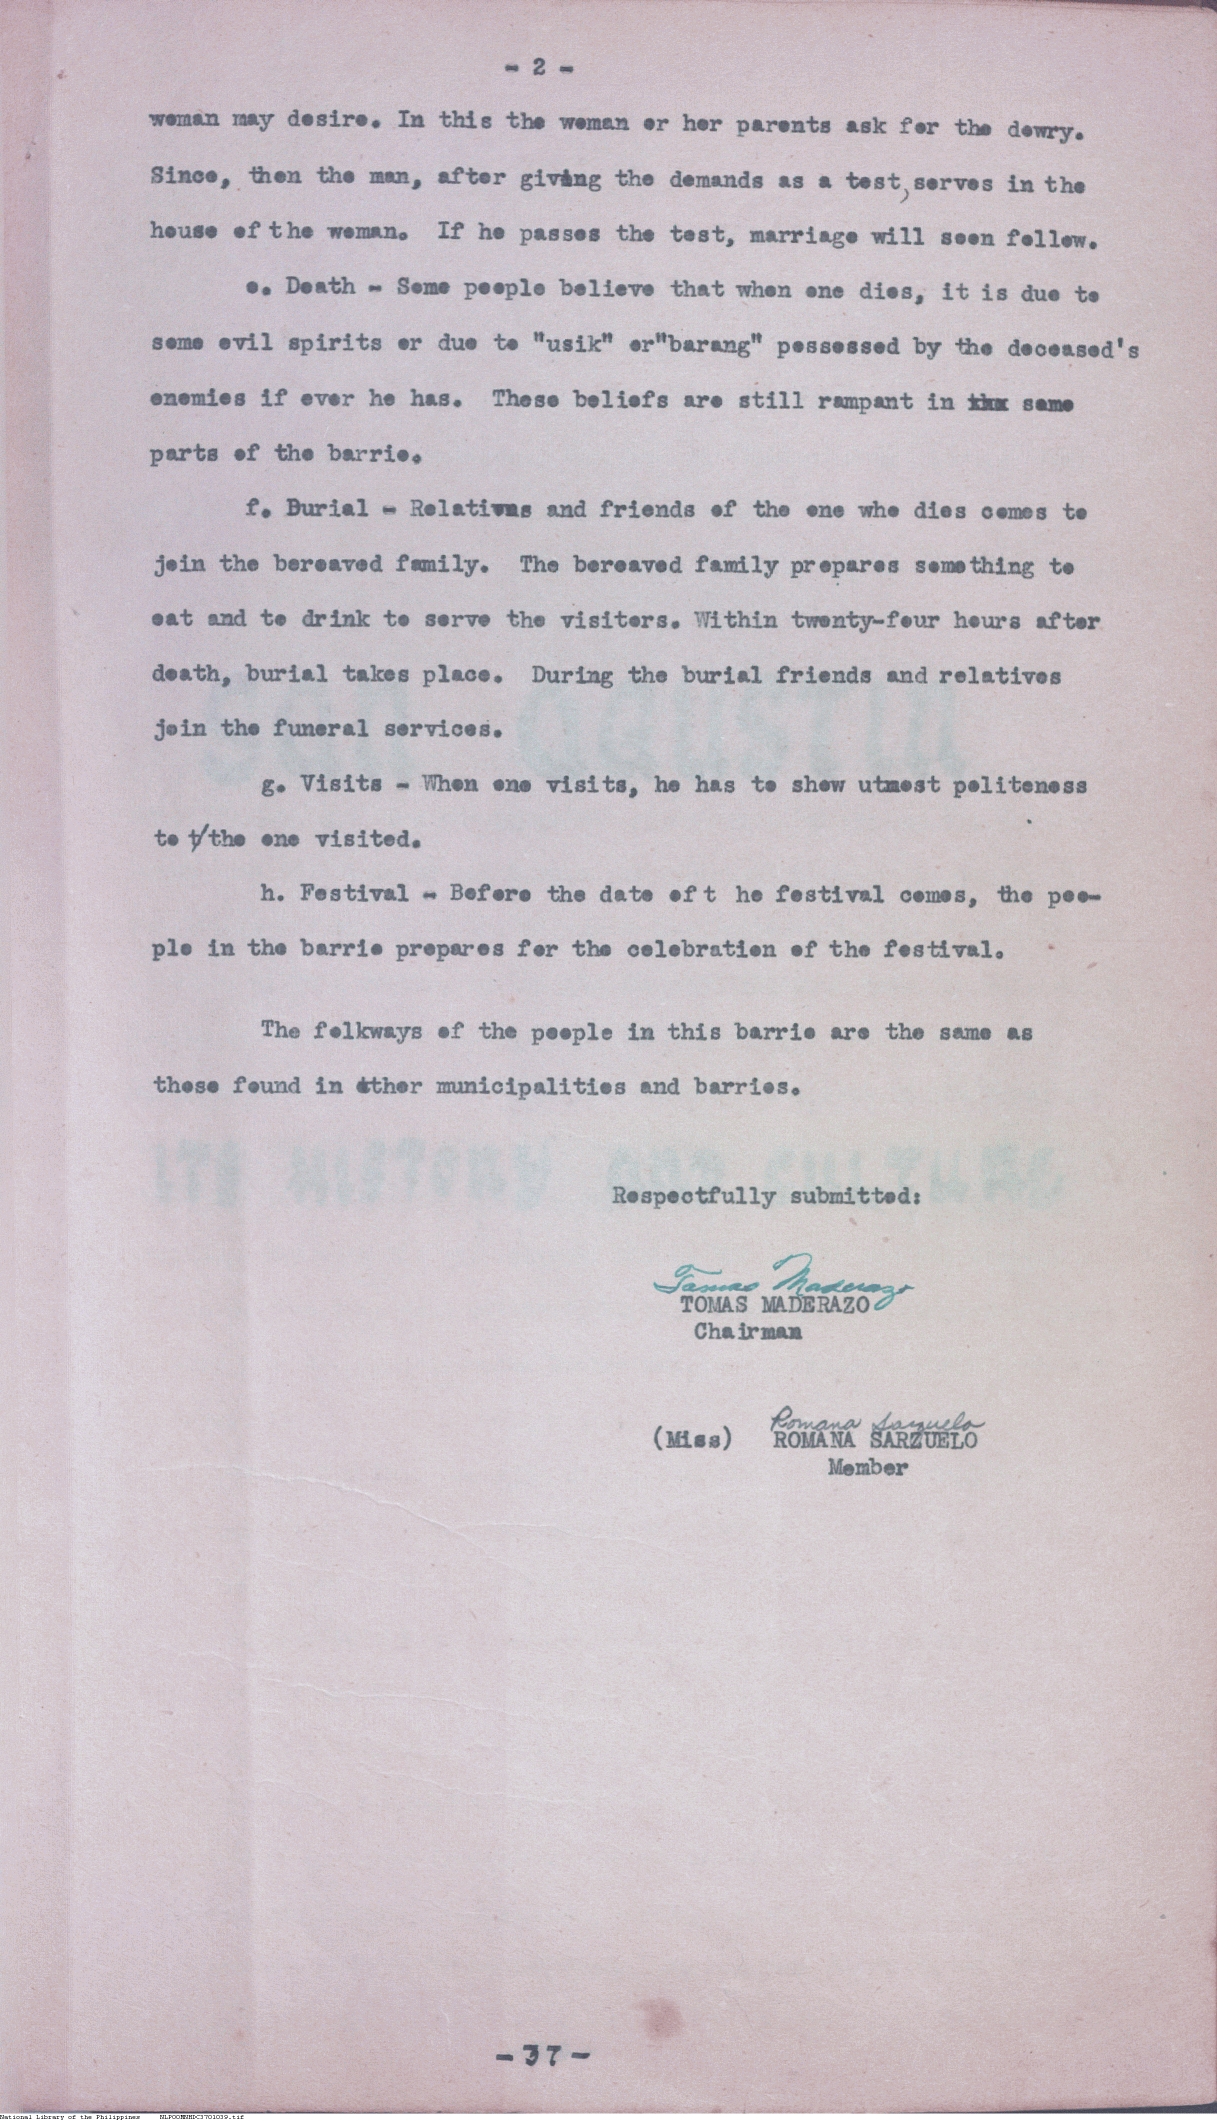 - 2 -
woman may desire. In this the woman or her parents ask for the dowry.
Since, then the man, after giving the demands as a test, serves in the
house of the woman. If he passes the test, marriage will soon follow.
e. Death - Some people believe that when one dies, it is due to
some evil spirits or due to "usik" or"barang" possessed by the deceased's
enemies if ever he has. These beliefs are still rampant in some
parts of the barrio.
f. Burial - Relatives and friends of the one who dies comes to
join the bereaved family. The bereaved family prepares something to
eat and to drink to serve the visitors. Within twenty-four hours after
death, burial takes place. During the burial friends and relatives
join the funeral services.
g. Visits - When one visits, he has to show utmost politeness
to the one visited.
h. Festival - Before the date of t he festival comes, the peo-
ple in the barrio prepares for the celebration of the festival.
The folkways of the people in this barrio are the same as
those found in other municipalities and barrios.
Respectfully submitted:
Tomas Maderazo
TOMAS MADERAZO
Chairman
Romana Sarzuelo
(Miss) ROMANA SARZUELO
Member
- 37 -
National Library of the Philippines NLPOOMNHDC3701039.tif